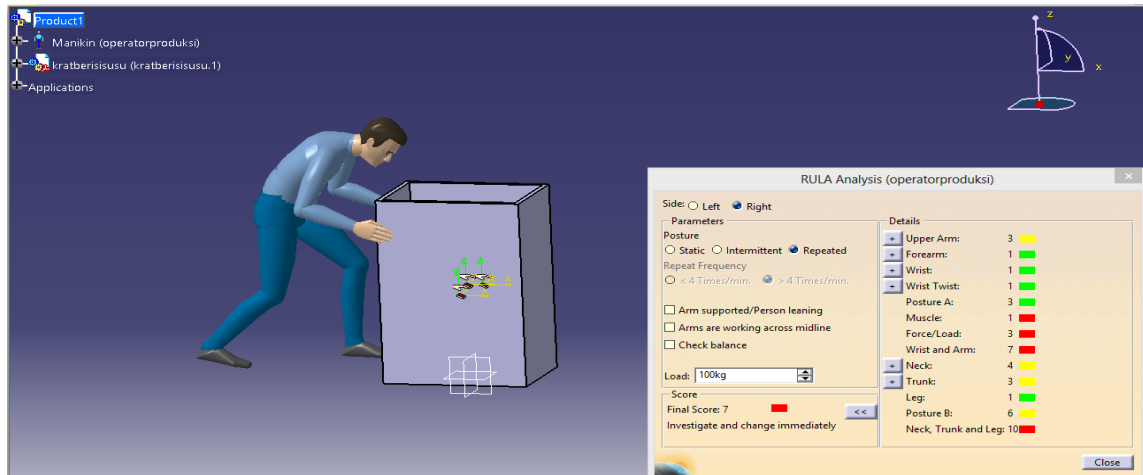 Product1
Manikin (operatorproduksi)
kratberisisusu (kratberisisusu.1)
Applications
z
y
x
RULA Analysis (operatorproduksi)
Side: Left Right
Parameters
Posture
Static Intermittent Repeated
Repeat Frequency
< 4 Times/min. > 4 Times/min.
Arm supported/Person leaning
Arms are working across midline
Check balance
Load: 100kg
Score
Final Score: 7
<<
Investigate and change immediately
Details
+ Upper Arm: 3
+ Forearm: 1
+ Wrist: 1
+ Wrist Twist: 1
Posture A: 3
Muscle: 1
Force/Load: 3
Wrist and Arm: 7
+ Neck: 4
+ Trunk: 3
Leg: 1
Posture B: 6
Neck, Trunk and Leg: 10
Close